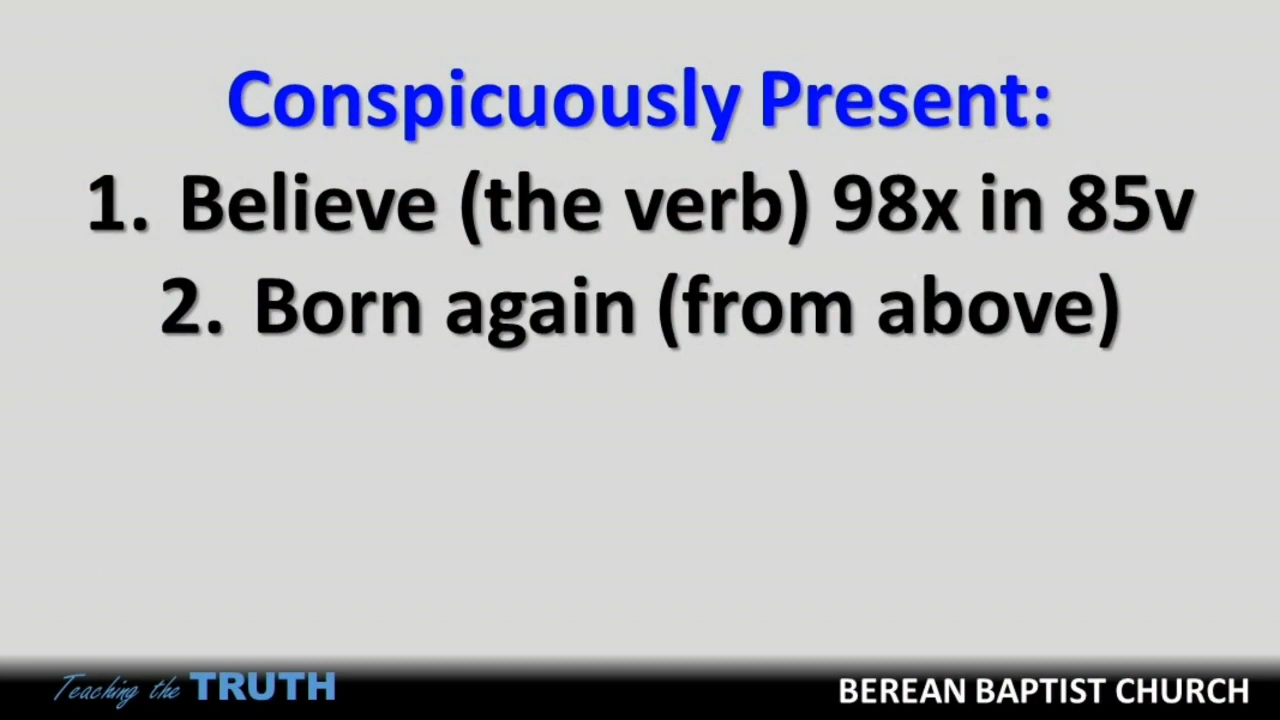 Conspicuously Present:
1. Believe (the verb) 98x in 85v
2. Born again (from above)
Teaching the TRUTH
BEREAN BAPTIST CHURCH